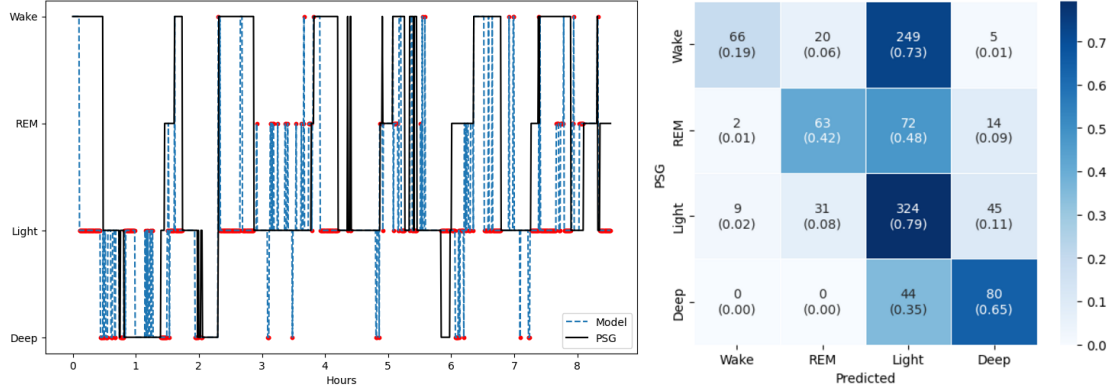 Wake
REM
Light
Deep
0 1 2 3 4 5 6 7 8
Hours
Model
PSG
PSG
Wake
REM
Light
Deep
66 20 249 5
(0.19) (0.06) (0.73) (0.01)
2 63 72 14
(0.01) (0.42) (0.48) (0.09)
9 31 324 45
(0.02) (0.08) (0.79) (0.11)
0 0 44 80
(0.00) (0.00) (0.35) (0.65)
Wake REM Light Deep
Predicted
0.7
0.6
0.5
0.4
0.3
0.2
0.1
0.0